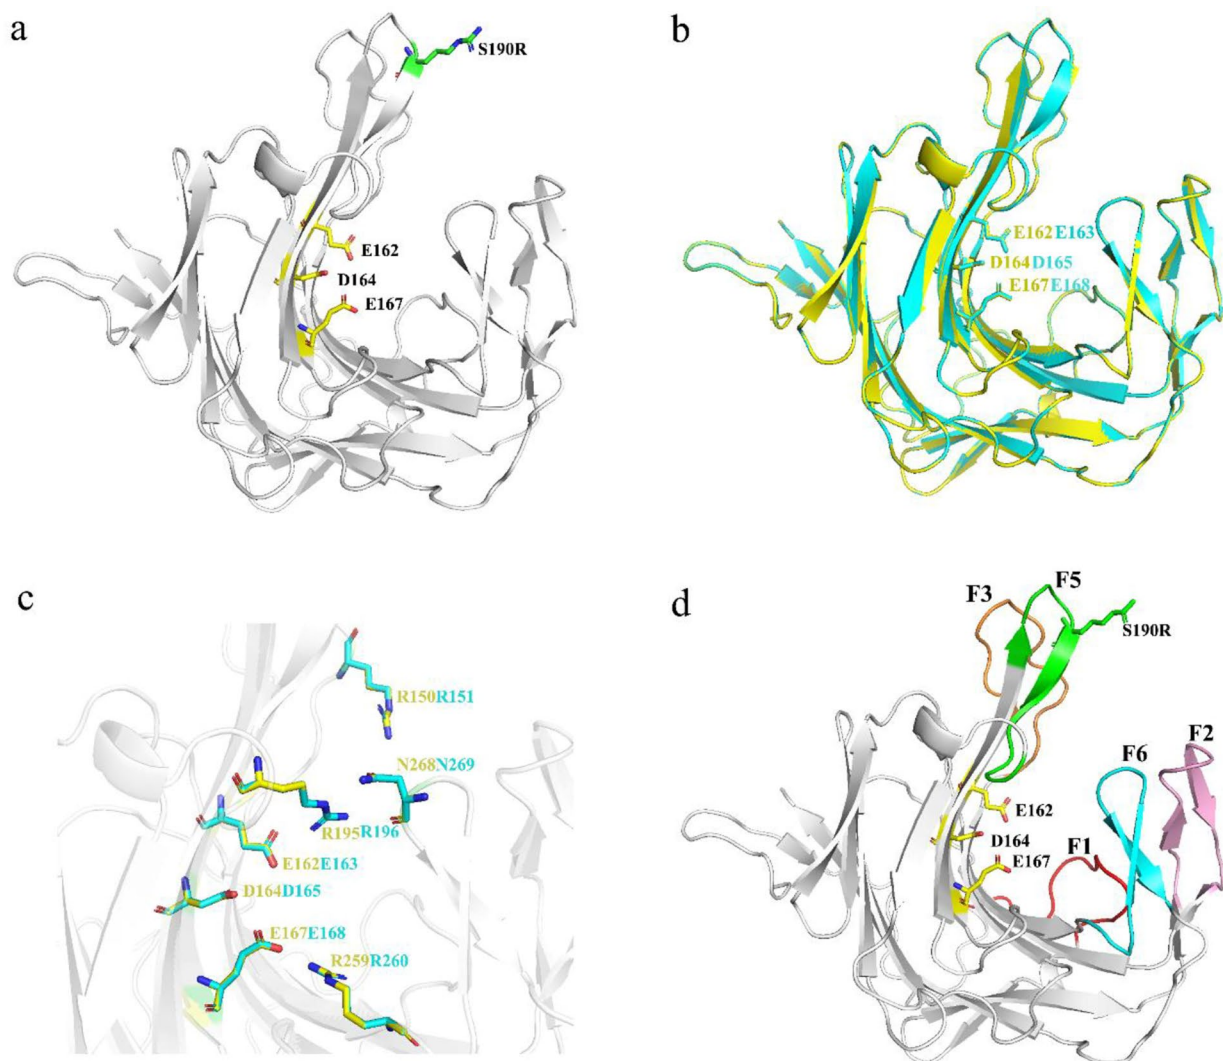 a
S190R
E162
D164
E167
b
E162E163
D164D165
E167E168
c
R150R151
N268N269
R195R196
E162E163
D164D165
E167E168
R259R260
d
F3
F5
S190R
F2
F6
E162
D164
F1
E167